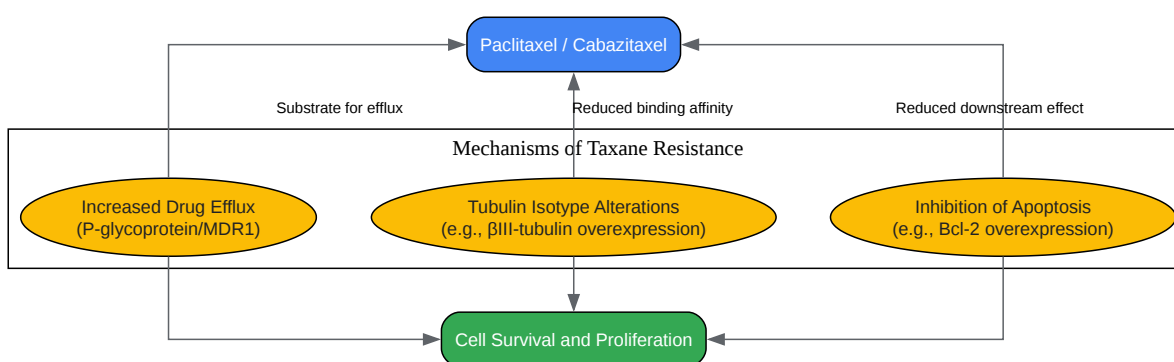 Paclitaxel / Cabazitaxel
Substrate for efflux
Reduced binding affinity
Reduced downstream effect
Mechanisms of Taxane Resistance
Increased Drug Efflux
(P-glycoprotein/MDR1)
Tubulin Isotype Alterations
(e.g., βIII-tubulin overexpression)
Inhibition of Apoptosis
(e.g., Bcl-2 overexpression)
Cell Survival and Proliferation